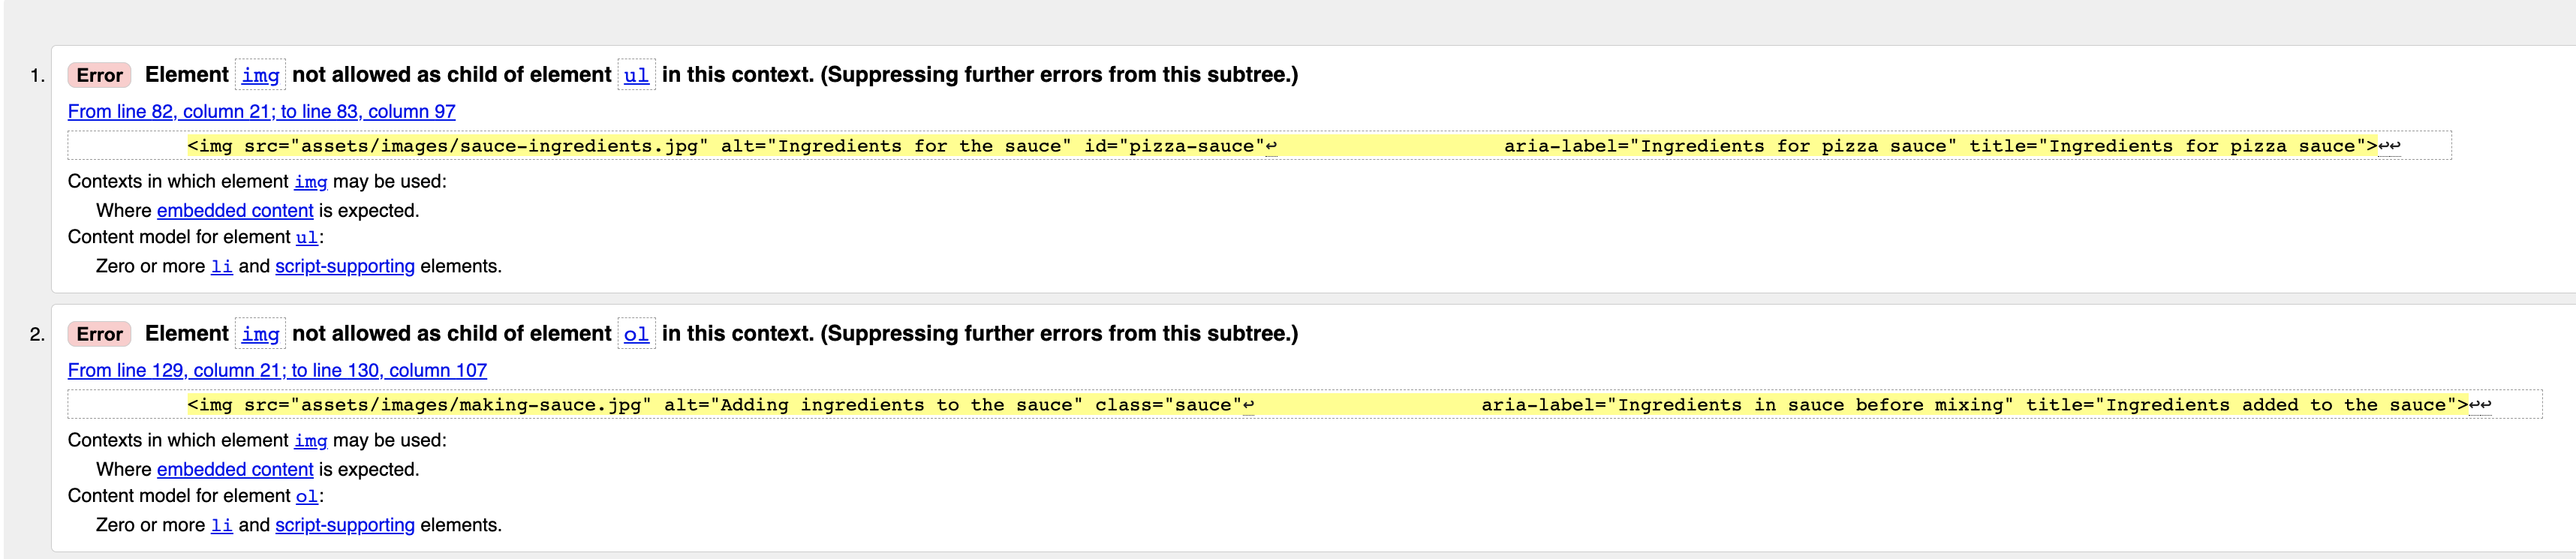 1. Error Element img not allowed as child of element ul in this context. (Suppressing further errors from this subtree.)
From line 82, column 21; to line 83, column 97
<img src="assets/images/sauce-ingredients.jpg" alt="Ingredients for the sauce" id="pizza-sauce"↩ aria-label="Ingredients for pizza sauce" title="Ingredients for pizza sauce">↩↩
Contexts in which element img may be used:
Where embedded content is expected.
Content model for element ul:
Zero or more li and script-supporting elements.
2. Error Element img not allowed as child of element ol in this context. (Suppressing further errors from this subtree.)
From line 129, column 21; to line 130, column 107
<img src="assets/images/making-sauce.jpg" alt="Adding ingredients to the sauce" class="sauce"↩ aria-label="Ingredients in sauce before mixing" title="Ingredients added to the sauce">↩↩
Contexts in which element img may be used:
Where embedded content is expected.
Content model for element ol:
Zero or more li and script-supporting elements.